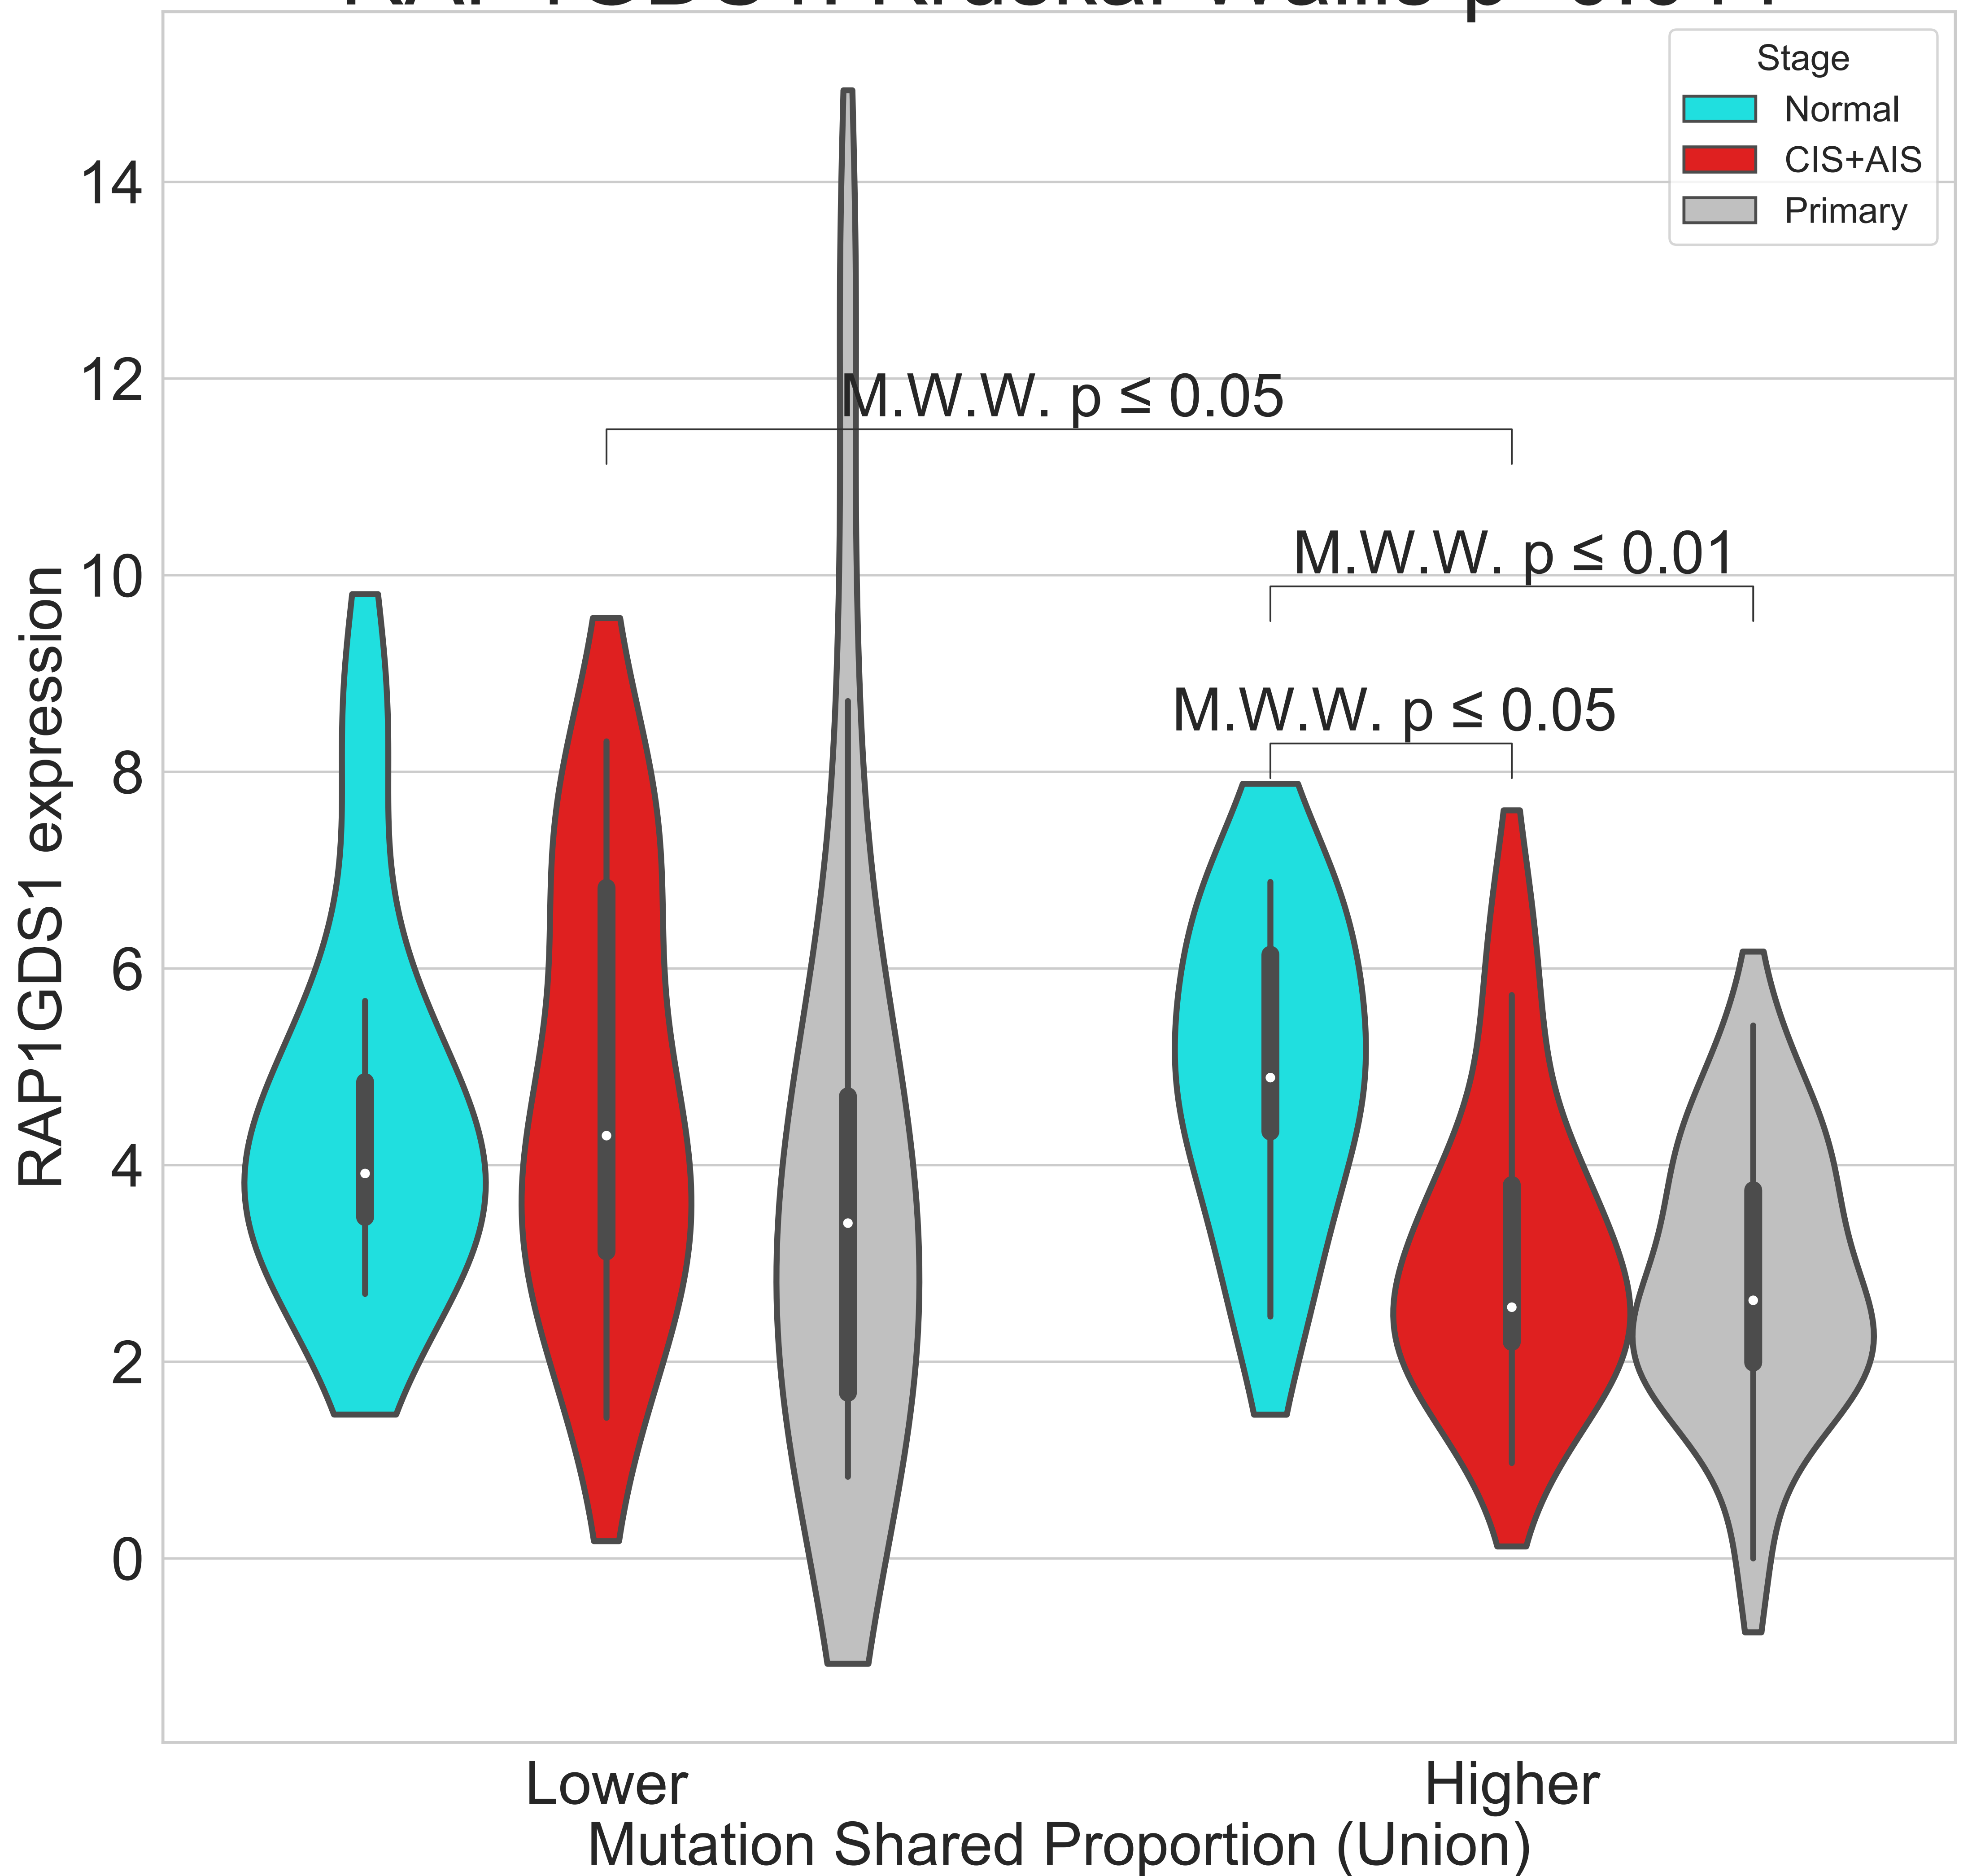 Stage
Normal
CIS+AIS
Primary
14
12
10
8
6
4
2
0
RAP1GDS1 expression
M.W.W. p ≤ 0.05
M.W.W. p ≤ 0.01
M.W.W. p ≤ 0.05
Lower
Higher
Mutation Shared Proportion (Union)